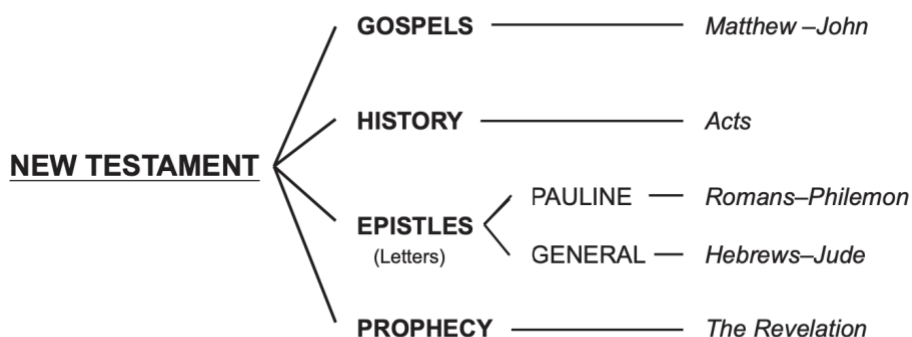 GOSPELS Matthew –John
HISTORY Acts
NEW TESTAMENT
PAULINE Romans–Philemon
EPISTLES
(Letters)
GENERAL Hebrews–Jude
PROPHECY The Revelation